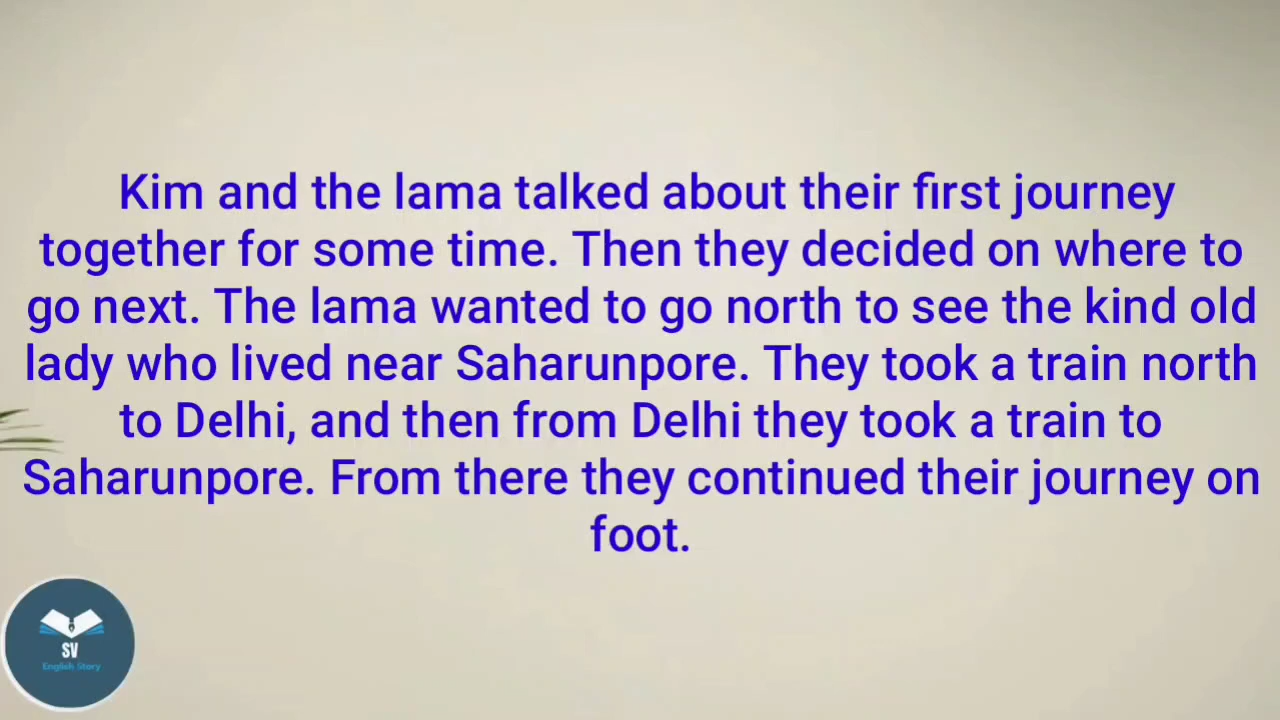 Kim and the lama talked about their first journey
together for some time. Then they decided on where to
go next. The lama wanted to go north to see the kind old
lady who lived near Saharunpore. They took a train north
to Delhi, and then from Delhi they took a train to
Saharunpore. From there they continued their journey on
foot.
SV
English Story